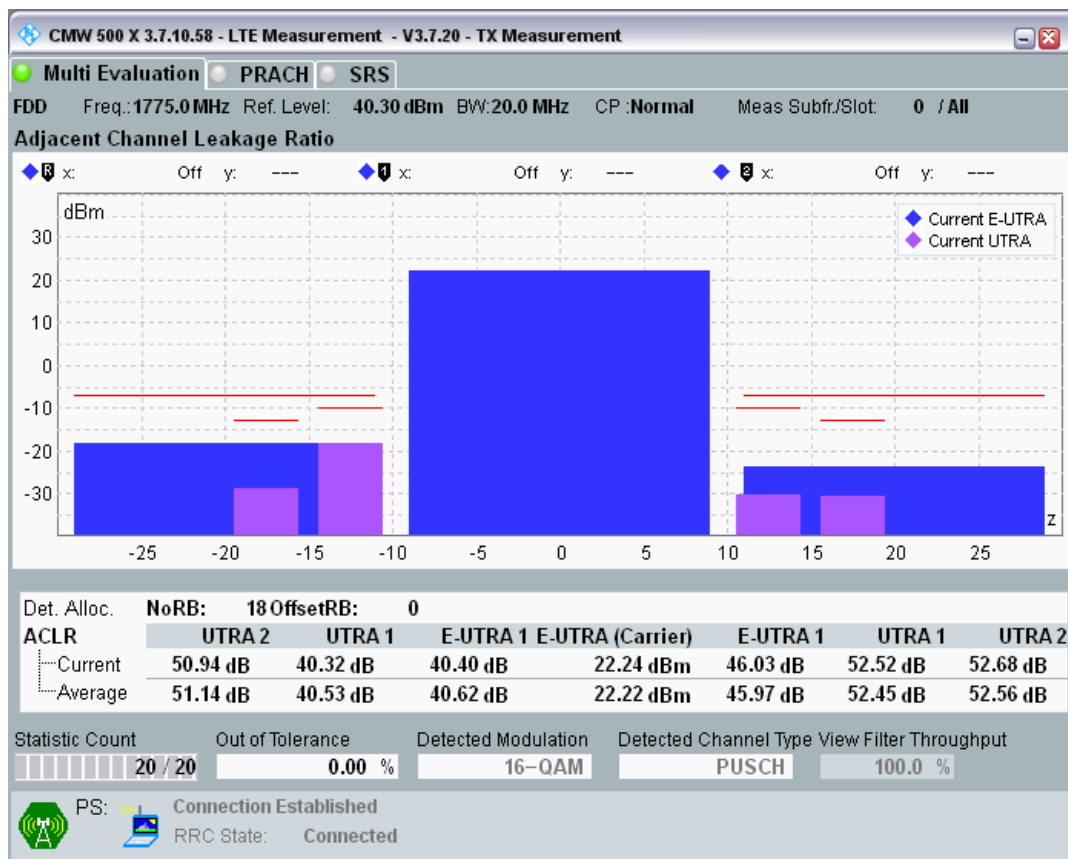 CMW 500 X 3.7.10.58 - LTE Measurement - V3.7.20 - TX Measurement
Multi Evaluation PRACH SRS
FDD Freq.:1775.0 MHz Ref. Level: 40.30 dBm BW:20.0 MHz CP :Normal Meas Subfr./Slot: 0 / All
Adjacent Channel Leakage Ratio
R x: Off y: --- 1 x: Off y: --- 2 x: Off y: ---
dBm
Current E-UTRA
Current UTRA
30
20
10
0
-10
-20
-30
z
-25 -20 -15 -10 -5 0 5 10 15 20 25
Det. Alloc. NoRB: 18 OffsetRB: 0
ACLR UTRA 2 UTRA 1 E-UTRA 1 E-UTRA (Carrier) E-UTRA 1 UTRA 1 UTRA 2
Current 50.94 dB 40.32 dB 40.40 dB 22.24 dBm 46.03 dB 52.52 dB 52.68 dB
Average 51.14 dB 40.53 dB 40.62 dB 22.22 dBm 45.97 dB 52.45 dB 52.56 dB
Statistic Count Out of Tolerance Detected Modulation Detected Channel Type View Filter Throughput
20 / 20 0.00 % 16-QAM PUSCH 100.0 %
PS: Connection Established
RRC State: Connected